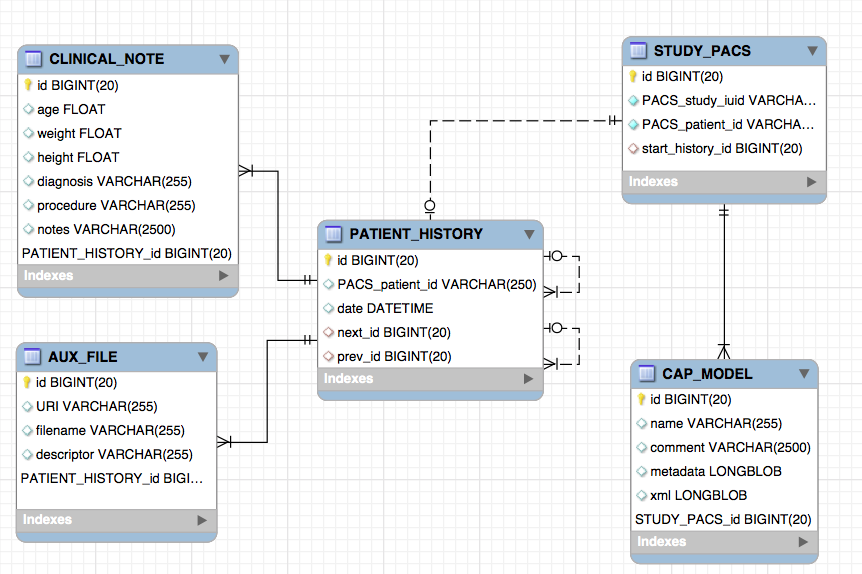 CLINICAL_NOTE
id BIGINT(20)
age FLOAT
weight FLOAT
height FLOAT
diagnosis VARCHAR(255)
procedure VARCHAR(255)
notes VARCHAR(2500)
PATIENT_HISTORY_id BIGINT(20)
Indexes
AUX_FILE
id BIGINT(20)
URI VARCHAR(255)
filename VARCHAR(255)
descriptor VARCHAR(255)
PATIENT_HISTORY_id BIGI...
Indexes
PATIENT_HISTORY
id BIGINT(20)
PACS_patient_id VARCHAR(250)
date DATETIME
next_id BIGINT(20)
prev_id BIGINT(20)
Indexes
STUDY_PACS
id BIGINT(20)
PACS_study_iuid VARCHA...
PACS_patient_id VARCHA...
start_history_id BIGINT(20)
Indexes
CAP_MODEL
id BIGINT(20)
name VARCHAR(255)
comment VARCHAR(2500)
metadata LONGBLOB
xml LONGBLOB
STUDY_PACS_id BIGINT(20)
Indexes